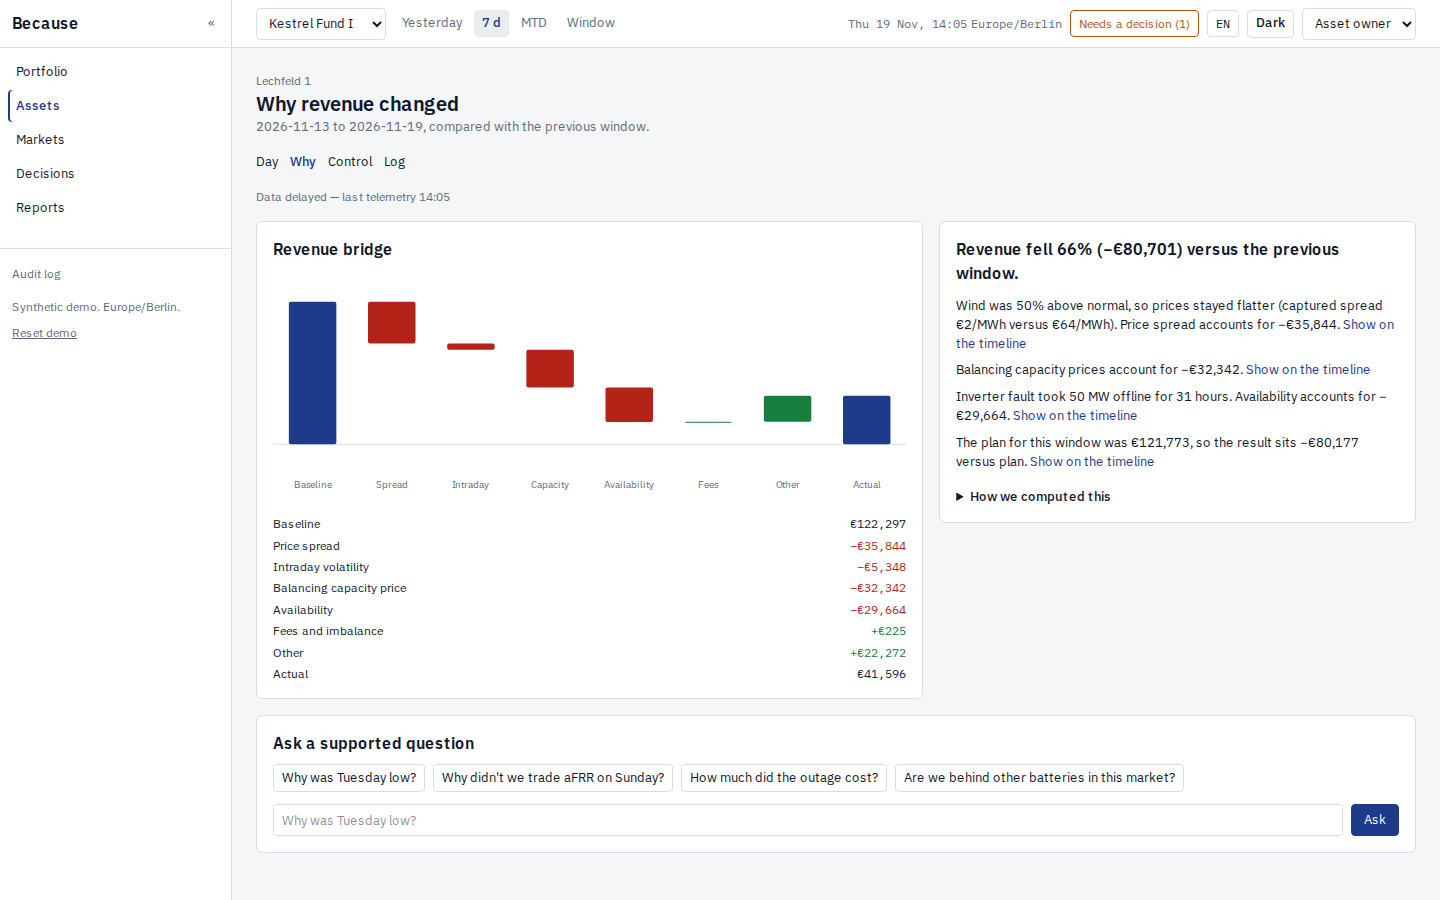 Because
«
Kestrel Fund I
Yesterday
7 d
MTD
Window
Thu 19 Nov, 14:05 Europe/Berlin
Needs a decision (1)
EN
Dark
Asset owner
Portfolio
Assets
Markets
Decisions
Reports
Audit log
Synthetic demo. Europe/Berlin.
Reset demo
Lechfeld 1
Why revenue changed
2026-11-13 to 2026-11-19, compared with the previous window.
Day Why Control Log
Data delayed — last telemetry 14:05
Revenue bridge
Baseline Spread Intraday Capacity Availability Fees Other Actual
Baseline €122,297
Price spread −€35,844
Intraday volatility −€5,348
Balancing capacity price −€32,342
Availability −€29,664
Fees and imbalance +€225
Other +€22,272
Actual €41,596
Revenue fell 66% (−€80,701) versus the previous
window.
Wind was 50% above normal, so prices stayed flatter (captured spread
€2/MWh versus €64/MWh). Price spread accounts for −€35,844. Show on
the timeline
Balancing capacity prices account for −€32,342. Show on the timeline
Inverter fault took 50 MW offline for 31 hours. Availability accounts for −
€29,664. Show on the timeline
The plan for this window was €121,773, so the result sits −€80,177
versus plan. Show on the timeline
How we computed this
Ask a supported question
Why was Tuesday low?
Why didn't we trade aFRR on Sunday?
How much did the outage cost?
Are we behind other batteries in this market?
Why was Tuesday low?
Ask